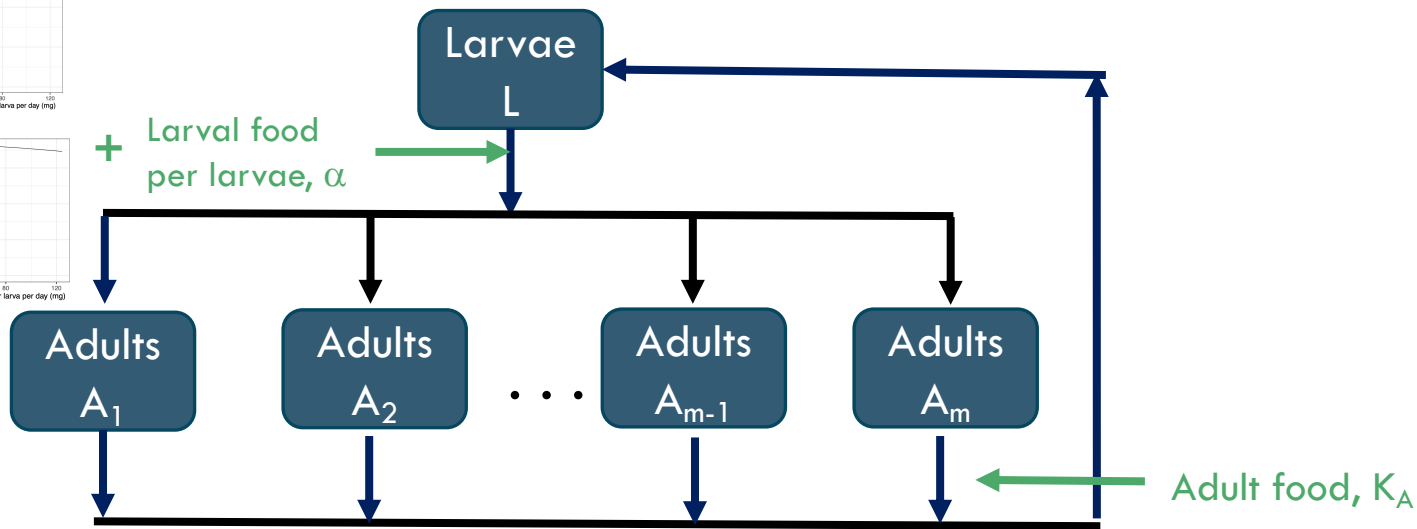 Larvae
L
80
120
larva per day (mg)
+ Larval food
per larvae, α
80
120
r larva per day (mg)
Adults
A₁
Adults
A₂
. . .
Adults
Aₘ₋₁
Adults
Aₘ
Adult food, K_A